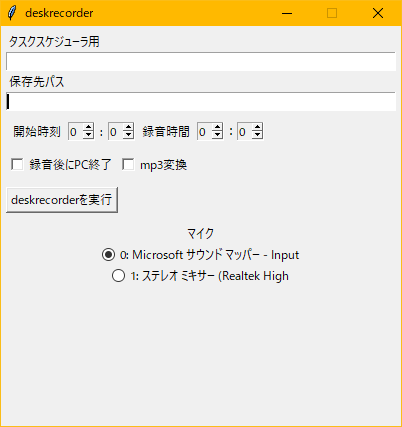 deskrecorder
タスクスケジューラ用
保存先パス
開始時刻 0 : 0 録音時間 0 : 0
録音後にPC終了 mp3変換
deskrecorderを実行
マイク
0: Microsoft サウンド マッパー - Input
1: ステレオ ミキサー (Realtek High